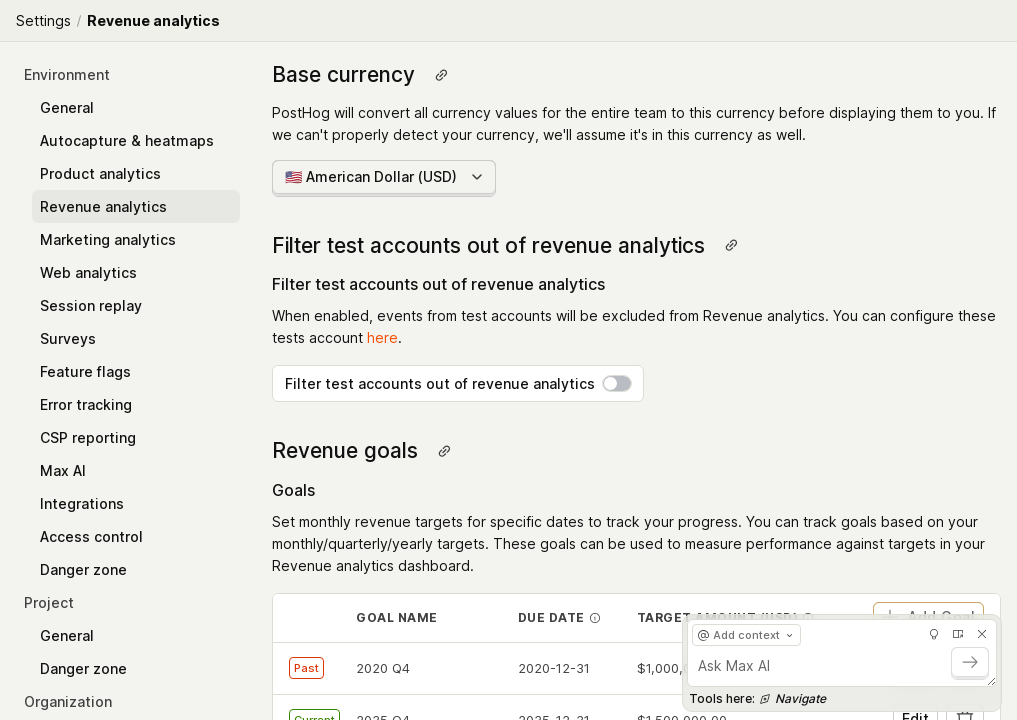 Settings / Revenue analytics
Environment
General
Autocapture & heatmaps
Product analytics
Revenue analytics
Marketing analytics
Web analytics
Session replay
Surveys
Feature flags
Error tracking
CSP reporting
Max AI
Integrations
Access control
Danger zone
Project
General
Danger zone
Organization
Base currency
PostHog will convert all currency values for the entire team to this currency before displaying them to you. If
we can't properly detect your currency, we'll assume it's in this currency as well.
🇺🇸 American Dollar (USD)
Filter test accounts out of revenue analytics
Filter test accounts out of revenue analytics
When enabled, events from test accounts will be excluded from Revenue analytics. You can configure these
tests account here.
Filter test accounts out of revenue analytics
Revenue goals
Goals
Set monthly revenue targets for specific dates to track your progress. You can track goals based on your
monthly/quarterly/yearly targets. These goals can be used to measure performance against targets in your
Revenue analytics dashboard.
GOAL NAME DUE DATE TARGET AMOUNT (USD) Add Goal
Past 2020 Q4 2020-12-31 $1,000,
Current 2025 Q4 2025-12-31 $1,500,000.00 Edit
@ Add context
Ask Max AI
Tools here: Navigate